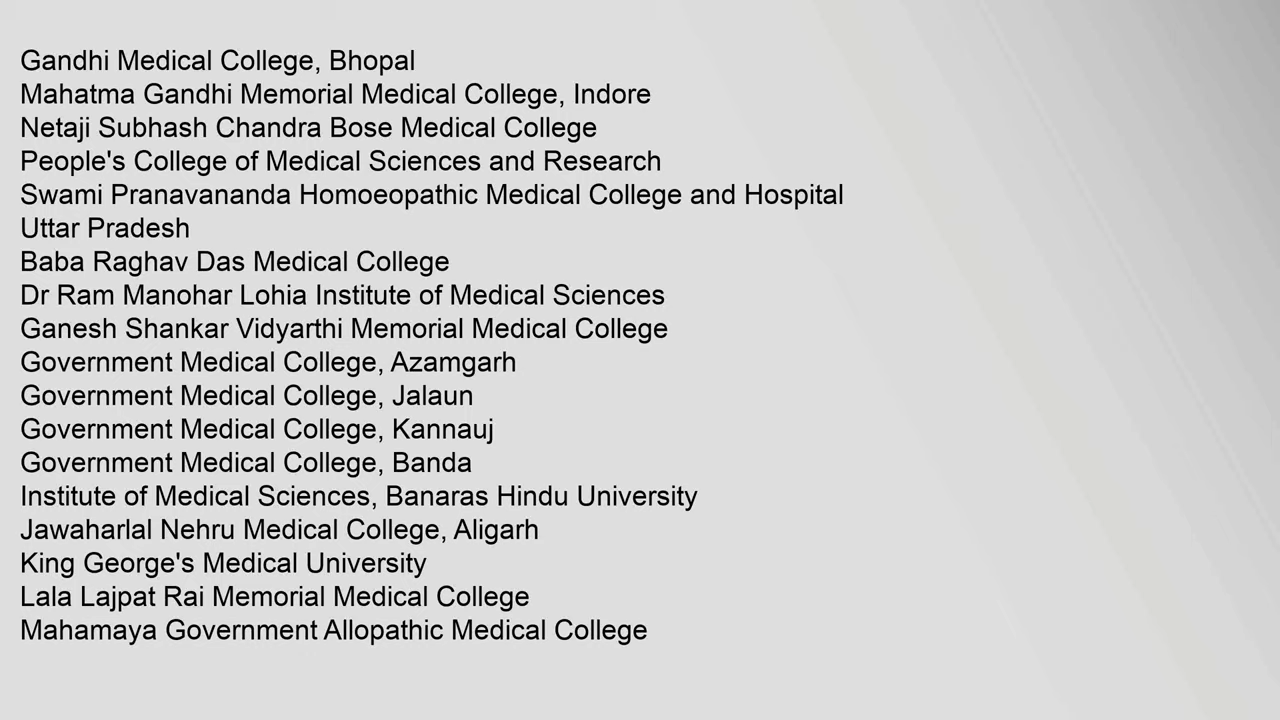 Gandhi Medical College, Bhopal
Mahatma Gandhi Memorial Medical College, Indore
Netaji Subhash Chandra Bose Medical College
People's College of Medical Sciences and Research
Swami Pranavananda Homoeopathic Medical College and Hospital
Uttar Pradesh
Baba Raghav Das Medical College
Dr Ram Manohar Lohia Institute of Medical Sciences
Ganesh Shankar Vidyarthi Memorial Medical College
Government Medical College, Azamgarh
Government Medical College, Jalaun
Government Medical College, Kannauj
Government Medical College, Banda
Institute of Medical Sciences, Banaras Hindu University
Jawaharlal Nehru Medical College, Aligarh
King George's Medical University
Lala Lajpat Rai Memorial Medical College
Mahamaya Government Allopathic Medical College